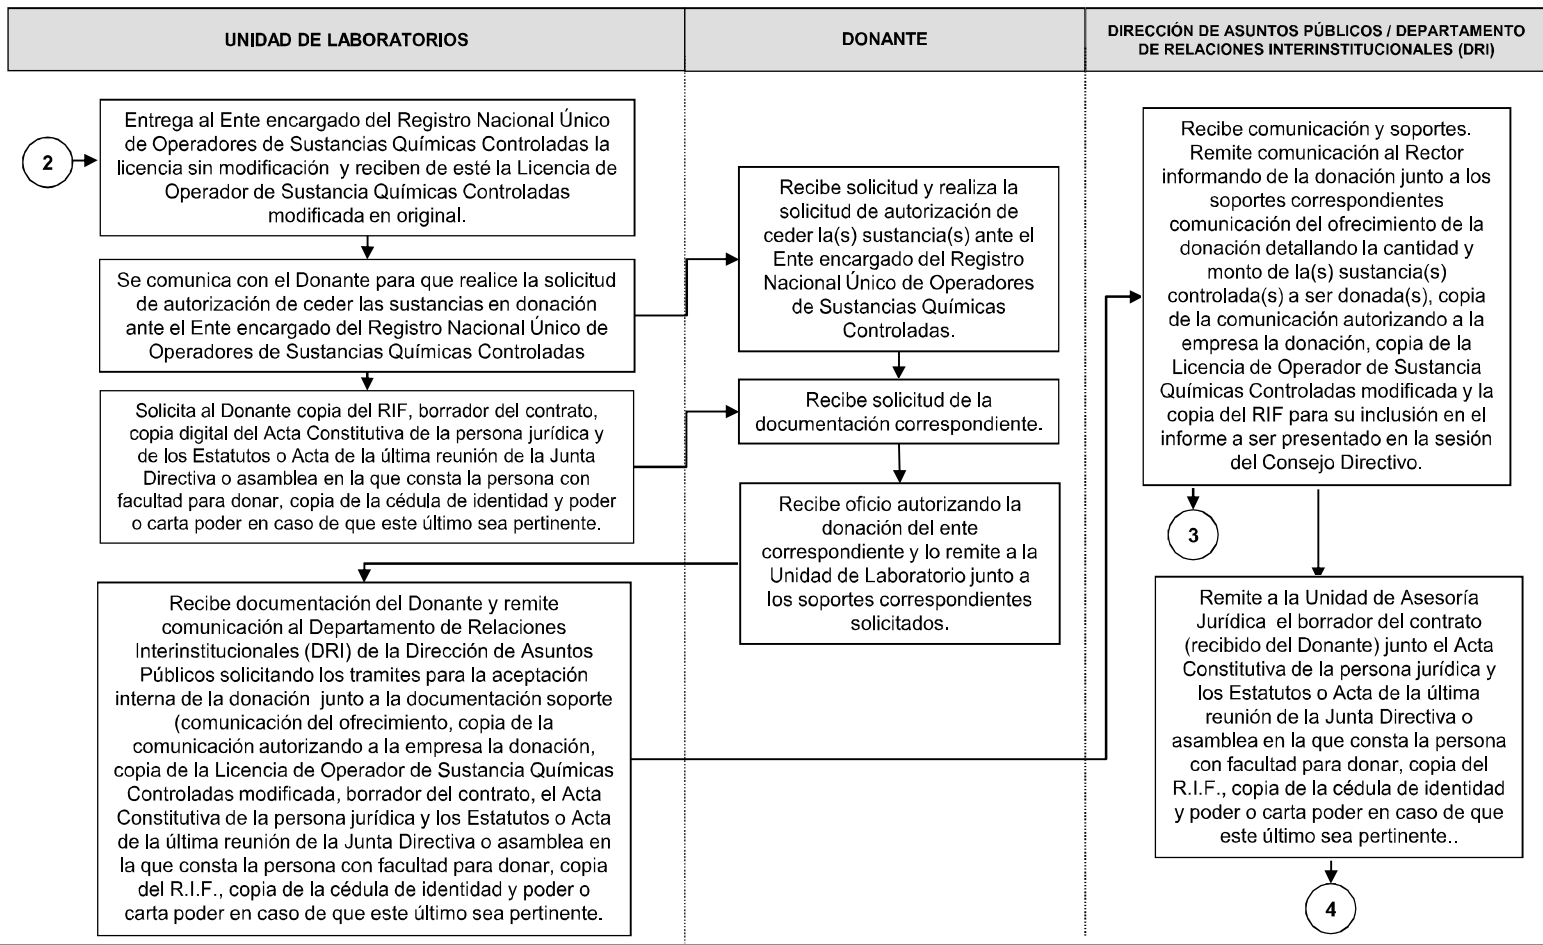 UNIDAD DE LABORATORIOS
DONANTE
DIRECCIÓN DE ASUNTOS PÚBLICOS / DEPARTAMENTO
DE RELACIONES INTERINSTITUCIONALES (DRI)
2
Entrega al Ente encargado del Registro Nacional Único
de Operadores de Sustancias Químicas Controladas la
licencia sin modificación y reciben de esté la Licencia de
Operador de Sustancia Químicas Controladas
modificada en original.
Se comunica con el Donante para que realice la solicitud
de autorización de ceder las sustancias en donación
ante el Ente encargado del Registro Nacional Único de
Operadores de Sustancias Químicas Controladas
Solicita al Donante copia del RIF, borrador del contrato,
copia digital del Acta Constitutiva de la persona jurídica y
de los Estatutos o Acta de la última reunión de la Junta
Directiva o asamblea en la que consta la persona con
facultad para donar, copia de la cédula de identidad y poder
o carta poder en caso de que este último sea pertinente.
Recibe documentación del Donante y remite
comunicación al Departamento de Relaciones
Interinstitucionales (DRI) de la Dirección de Asuntos
Públicos solicitando los tramites para la aceptación
interna de la donación junto a la documentación soporte
(comunicación del ofrecimiento, copia de la
comunicación autorizando a la empresa la donación,
copia de la Licencia de Operador de Sustancia Químicas
Controladas modificada, borrador del contrato, el Acta
Constitutiva de la persona jurídica y los Estatutos o Acta
de la última reunión de la Junta Directiva o asamblea en
la que consta la persona con facultad para donar, copia
del R.I.F., copia de la cédula de identidad y poder o
carta poder en caso de que este último sea pertinente.
Recibe solicitud y realiza la
solicitud de autorización de
ceder la(s) sustancia(s) ante el
Ente encargado del Registro
Nacional Único de Operadores
de Sustancias Químicas
Controladas.
Recibe solicitud de la
documentación correspondiente.
Recibe oficio autorizando la
donación del ente
correspondiente y lo remite a la
Unidad de Laboratorio junto a
los soportes correspondientes
solicitados.
Recibe comunicación y soportes.
Remite comunicación al Rector
informando de la donación junto a los
soportes correspondientes
comunicación del ofrecimiento de la
donación detallando la cantidad y
monto de la(s) sustancia(s)
controlada(s) a ser donada(s), copia
de la comunicación autorizando a la
empresa la donación, copia de la
Licencia de Operador de Sustancia
Químicas Controladas modificada y la
copia del RIF para su inclusión en el
informe a ser presentado en la sesión
del Consejo Directivo.
3
Remite a la Unidad de Asesoría
Jurídica el borrador del contrato
(recibido del Donante) junto el Acta
Constitutiva de la persona jurídica y
los Estatutos o Acta de la última
reunión de la Junta Directiva o
asamblea en la que consta la persona
con facultad para donar, copia del
R.I.F., copia de la cédula de identidad
y poder o carta poder en caso de que
este último sea pertinente..
4